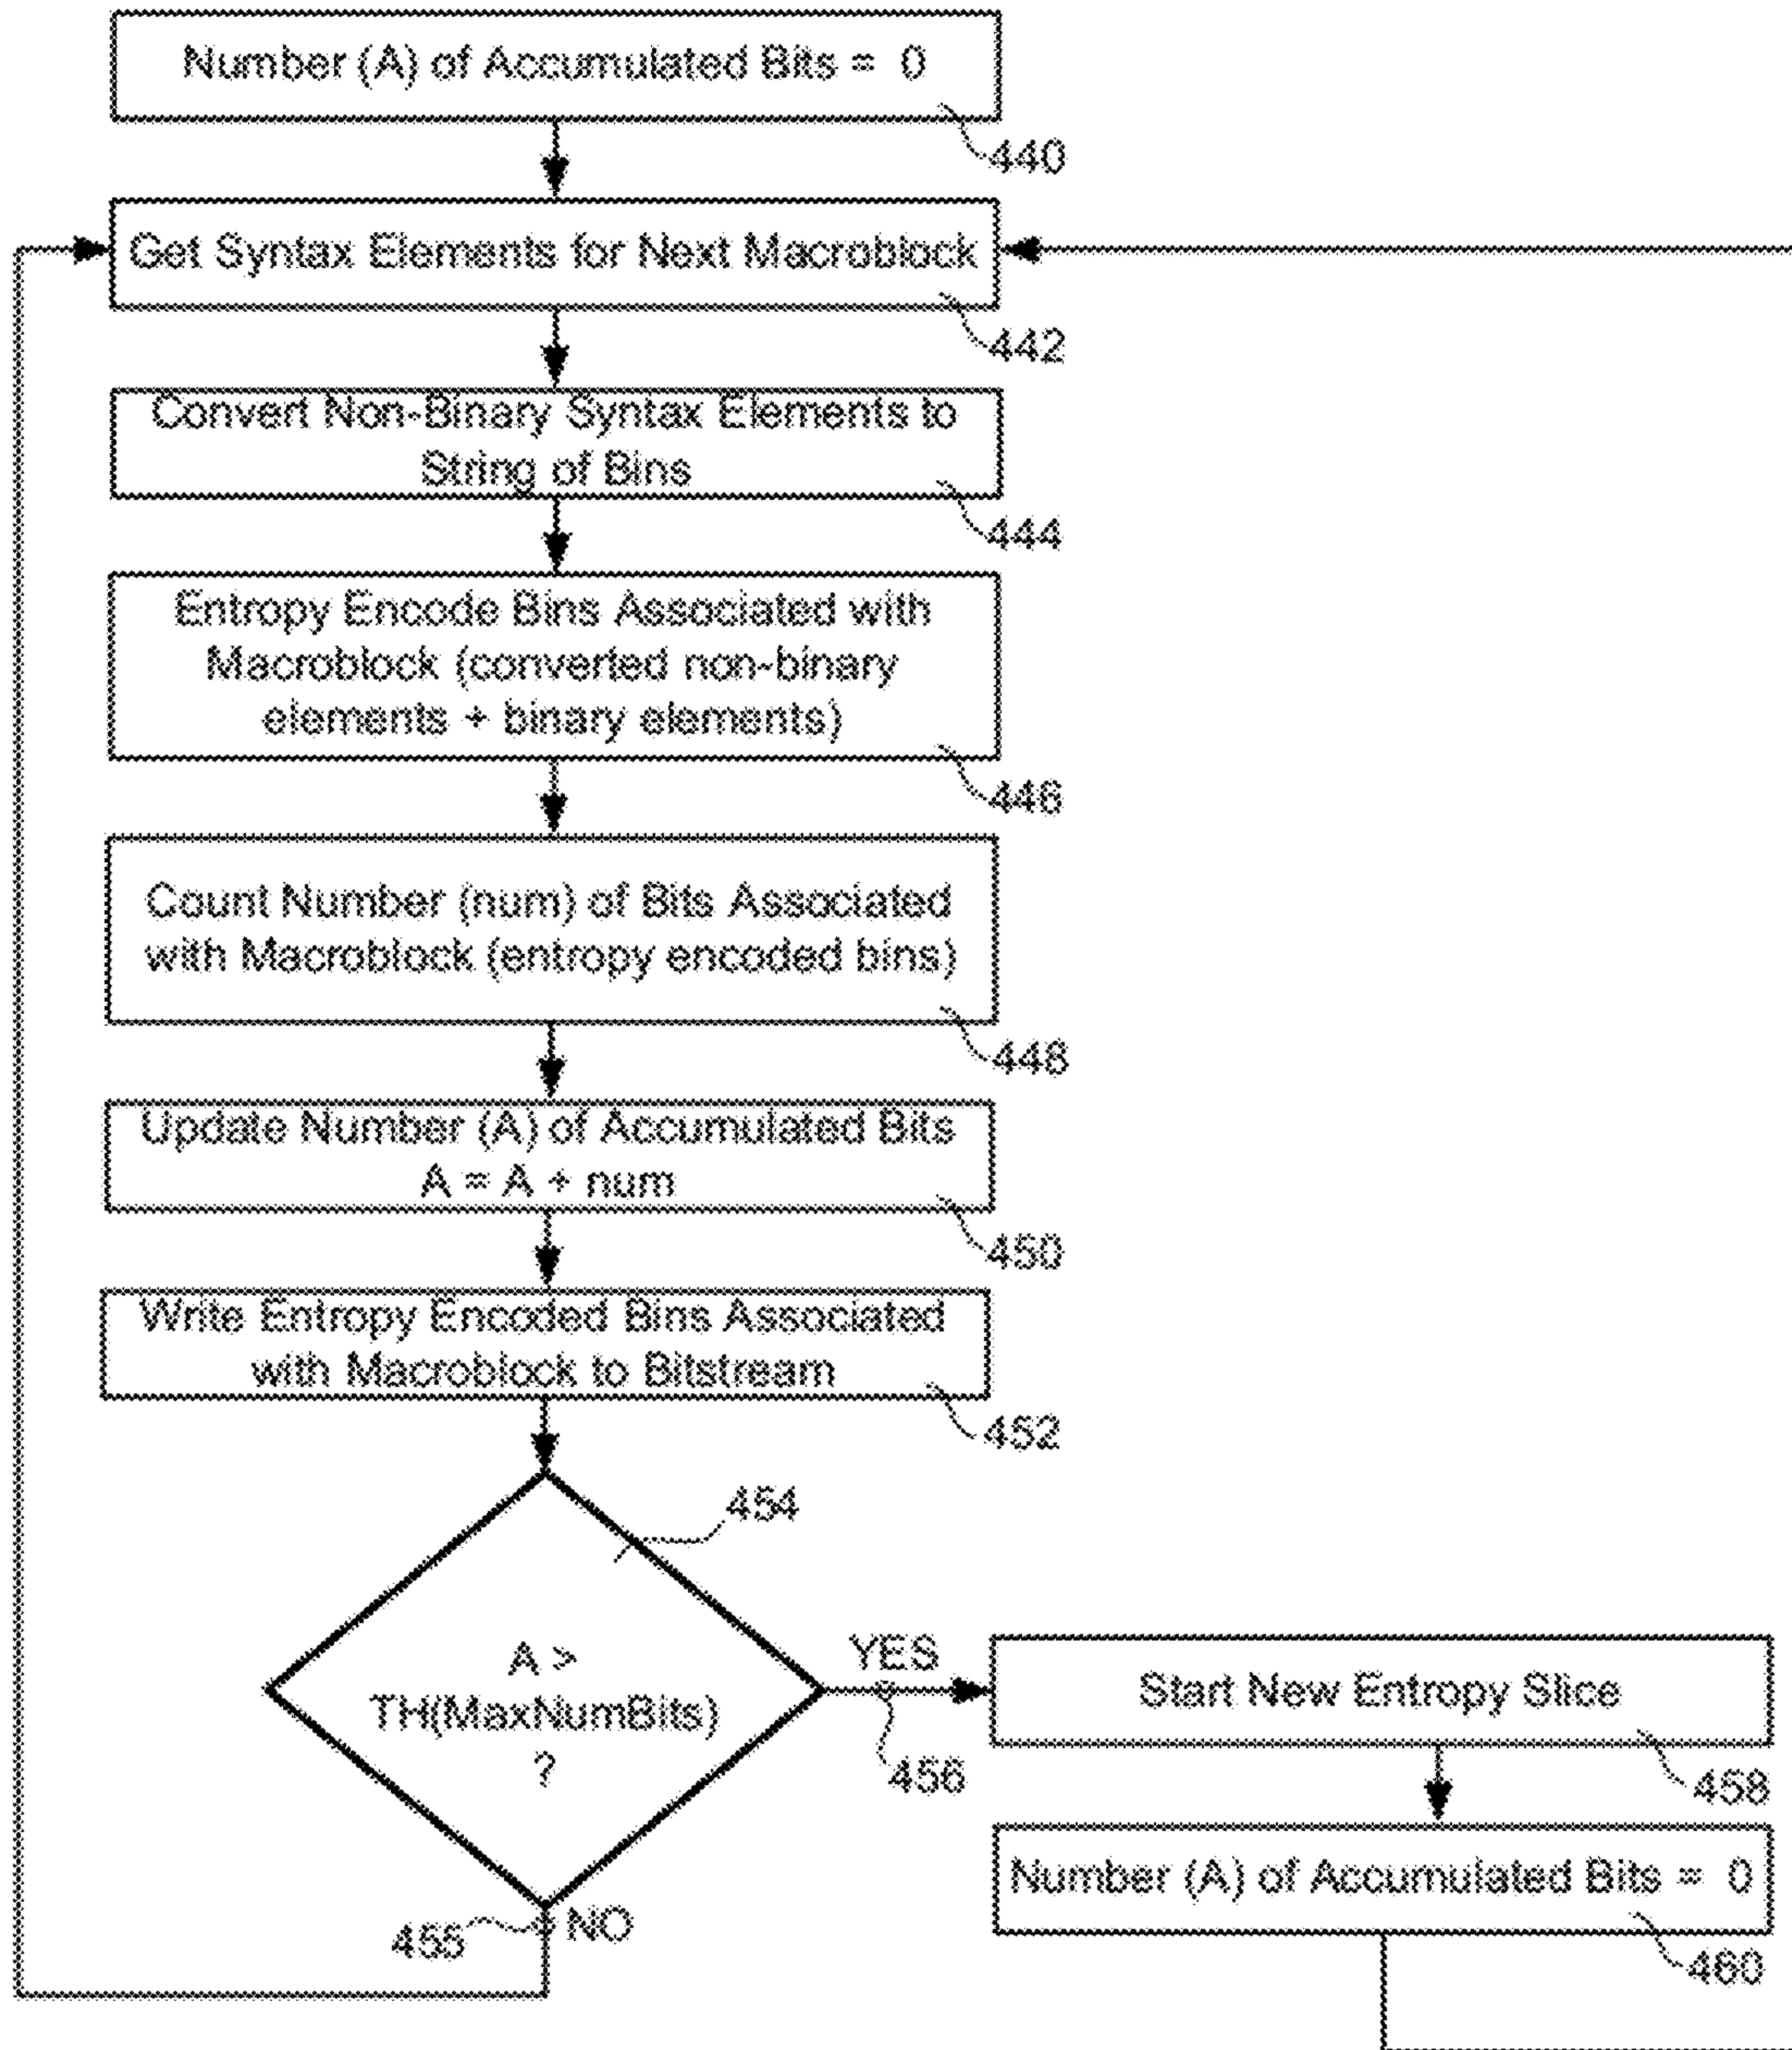 Number (A) of Accumulated Bits = 0
440
Get Syntax Elements for Next Macroblock
442
Convert Non-Binary Syntax Elements to
String of Bins
444
Entropy Encode Bins Associated with
Macroblock (converted non-binary
elements + binary elements)
446
Count Number (num) of Bits Associated
with Macroblock (entropy encoded bins)
448
Update Number (A) of Accumulated Bits
A = A + num
450
Write Entropy Encoded Bins Associated
with Macroblock to Bitstream
452
454
A >
TH(MaxNumBits)
?
YES
456
Start New Entropy Slice
458
Number (A) of Accumulated Bits = 0
460
455
NO